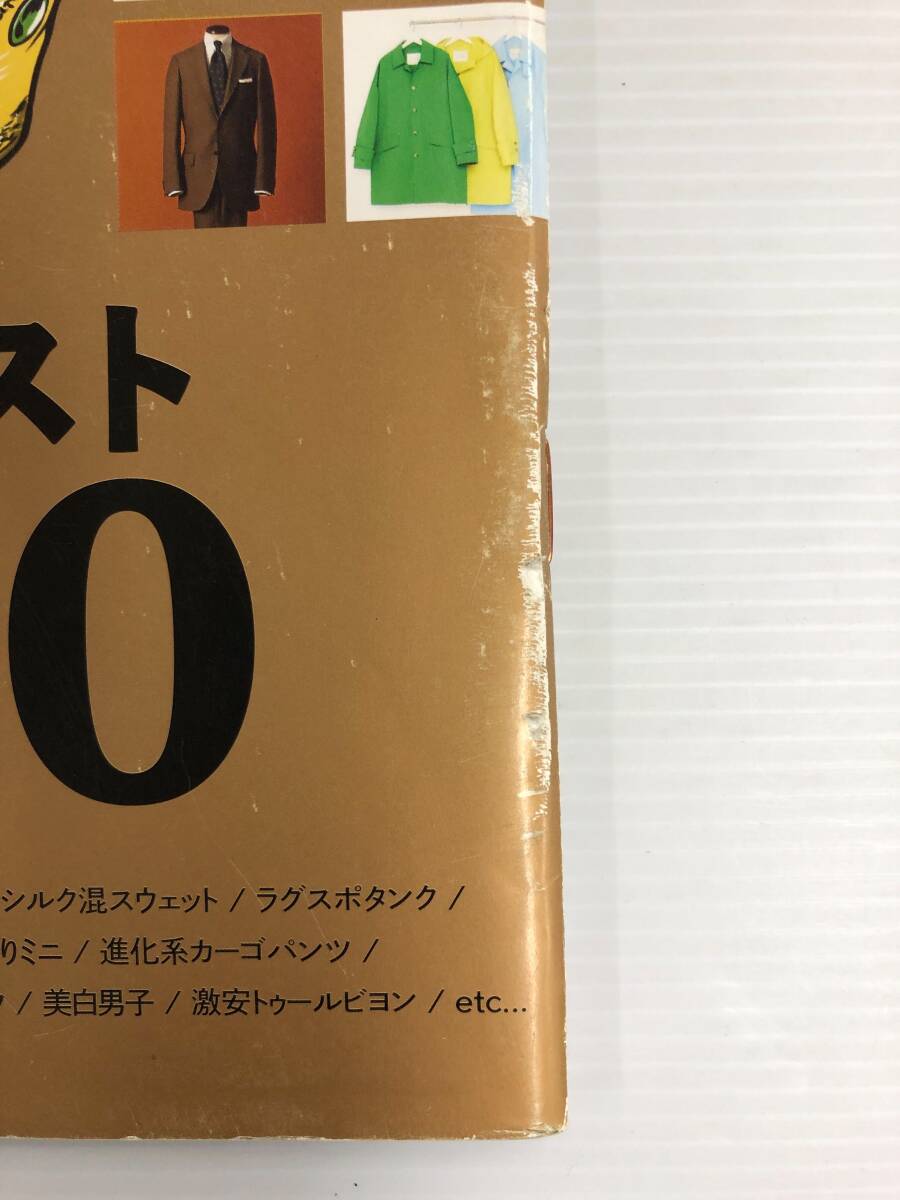 スト
0
シルク混スウェット / ラグスポタンク /
りミニ / 進化系カーゴパンツ /
/ 美白男子 / 激安トゥールビヨン / etc...